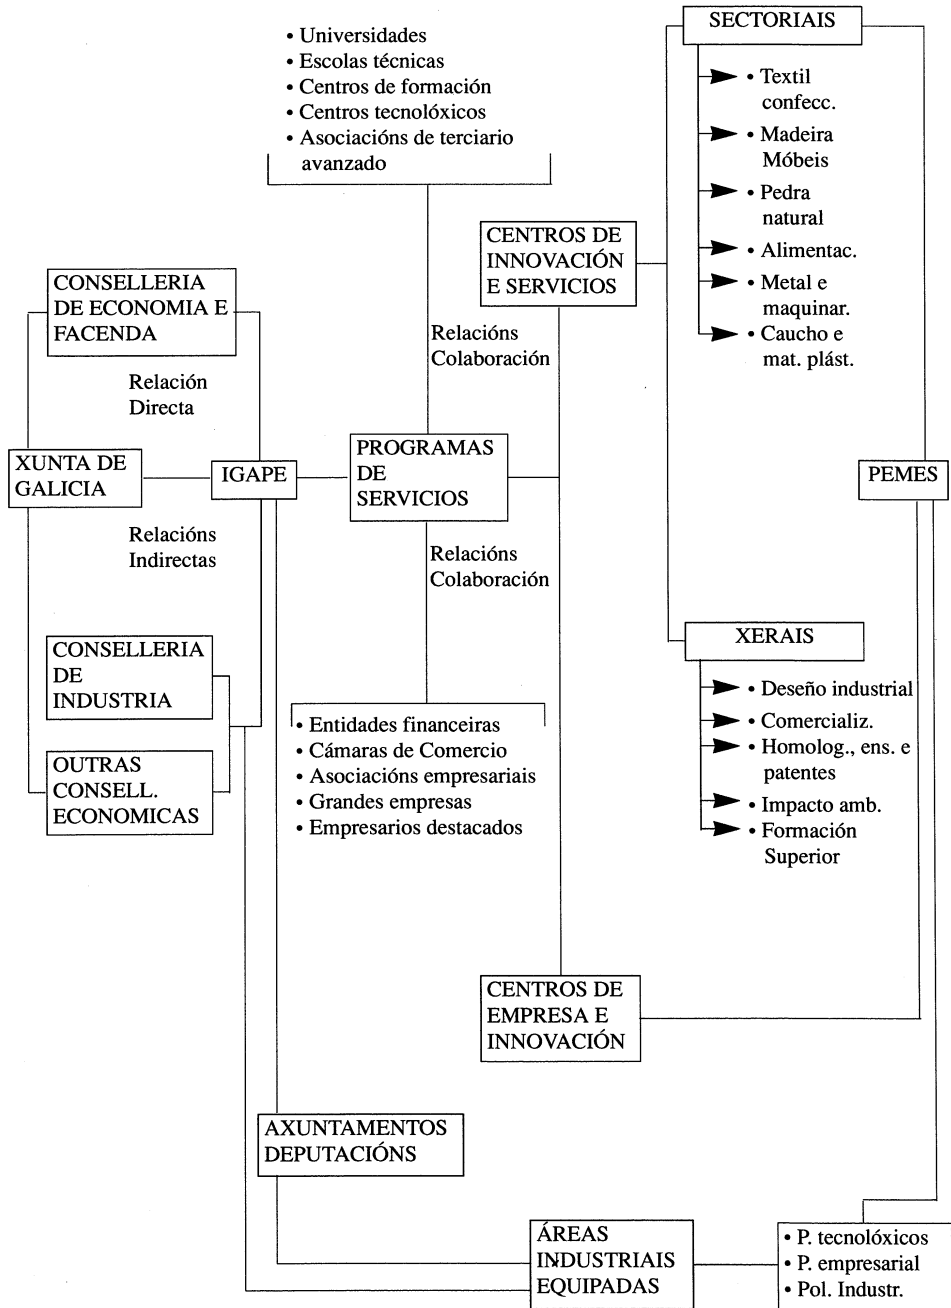 SECTORIAIS
• Universidades
• Escolas técnicas
• Centros de formación
• Centros tecnolóxicos
• Asociacións de terciario
avanzado
• Textil
confecc.
• Madeira
Móbeis
• Pedra
natural
• Alimentac.
• Metal e
maquinar.
• Caucho e
mat. plást.
CENTROS DE
INNOVACIÓN
E SERVICIOS
CONSELLERIA
DE ECONOMIA E
FACENDA
Relacións
Colaboración
Relación
Directa
XUNTA DE
GALICIA
IGAPE
PROGRAMAS
DE
SERVICIOS
PEMES
Relacións
Indirectas
Relacións
Colaboración
CONSELLERIA
DE
INDUSTRIA
XERAIS
• Deseño industrial
• Comercializ.
• Homolog., ens. e
patentes
• Impacto amb.
• Formación
Superior
• Entidades financeiras
• Cámaras de Comercio
• Asociacións empresariais
• Grandes empresas
• Empresarios destacados
OUTRAS
CONSELL.
ECONOMICAS
CENTROS DE
EMPRESA E
INNOVACIÓN
AXUNTAMENTOS
DEPUTACIÓNS
ÁREAS
INDUSTRIAIS
EQUIPADAS
• P. tecnolóxicos
• P. empresarial
• Pol. Industr.